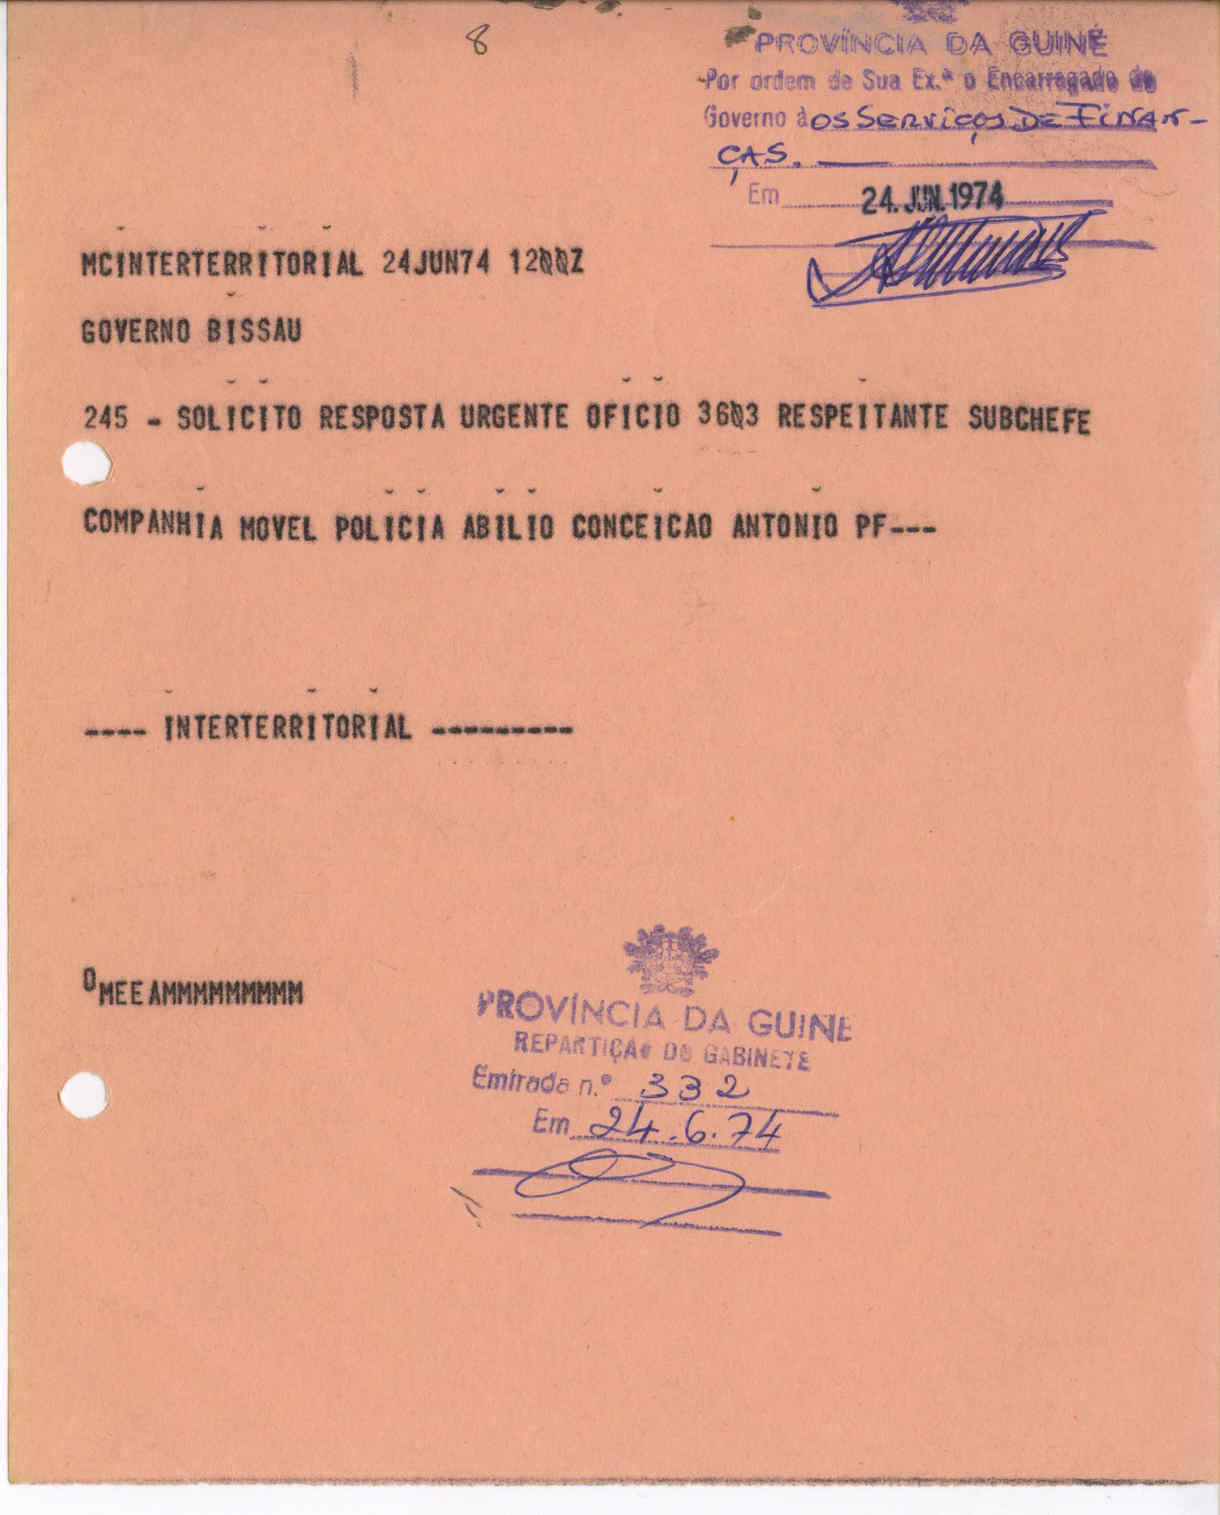 8
PROVÍNCIA DA GUINÉ
Por ordem de Sua Ex.ª o Encarregado do
Governo à os Serviços DE FINAN-
ÇAS.
Em 24. JUN. 1974
MCINTERTERRITORIAL 24JUN74 1200Z
GOVERNO BISSAU
245 - SOLICITO RESPOSTA URGENTE OFICIO 3603 RESPEITANTE SUBCHEFE
COMPANHIA MOVEL POLICIA ABILIO CONCEICAO ANTONIO PF---
---- INTERTERRITORIAL ---------
OMEEAMMMMMMMMM
PROVÍNCIA DA GUINÉ
REPARTIÇÃO DO GABINETE
Entrada n.º 332
Em 24.6.74